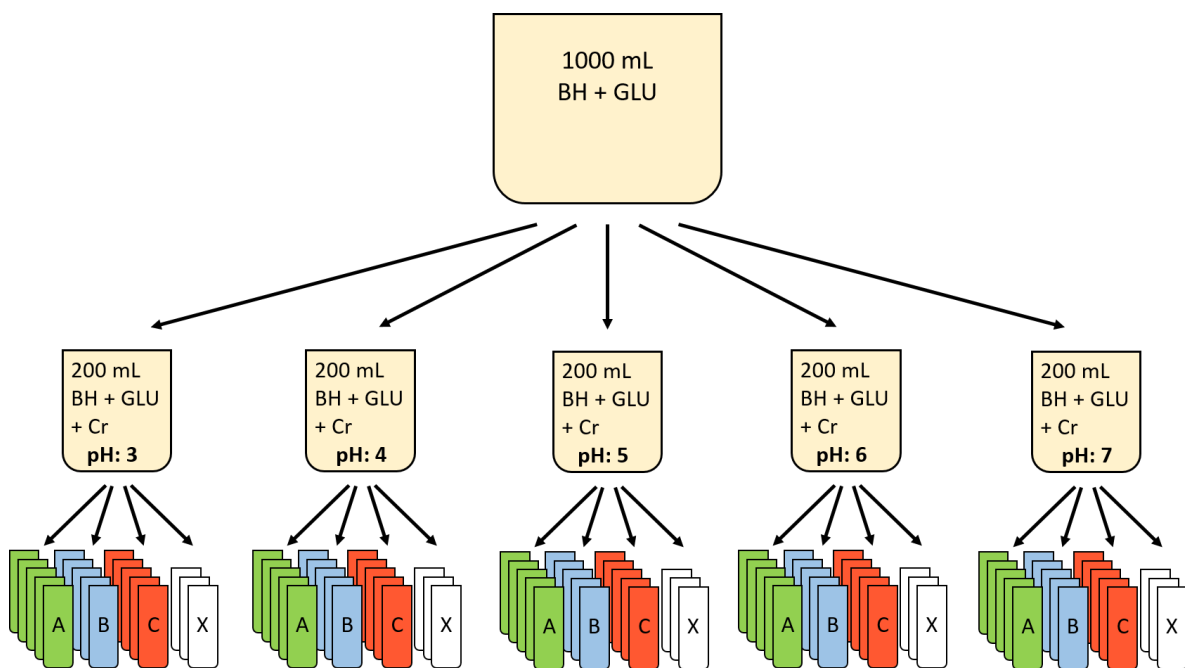 1000 mL
BH + GLU
200 mL
BH + GLU
+ Cr
pH: 3
200 mL
BH + GLU
+ Cr
pH: 4
200 mL
BH + GLU
+ Cr
pH: 5
200 mL
BH + GLU
+ Cr
pH: 6
200 mL
BH + GLU
+ Cr
pH: 7
A B C X
A B C X
A B C X
A B C X
A B C X